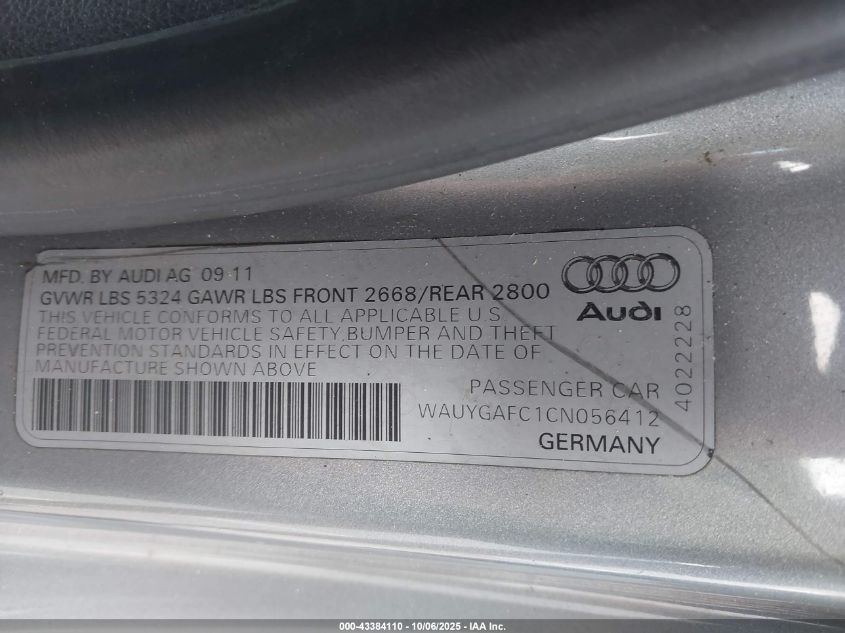 MFD. BY AUDI AG 09 11
GVWR LBS 5324 GAWR LBS FRONT 2668/REAR 2800
THIS VEHICLE CONFORMS TO ALL APPLICABLE U.S.
FEDERAL MOTOR VEHICLE SAFETY,BUMPER AND THEFT
PREVENTION STANDARDS IN EFFECT ON THE DATE OF
MANUFACTURE SHOWN ABOVE
PASSENGER CAR
WAUYGAFC1CN056412
GERMANY
Audi
4022228
000-43384110 - 10/06/2025 - IAA Inc.